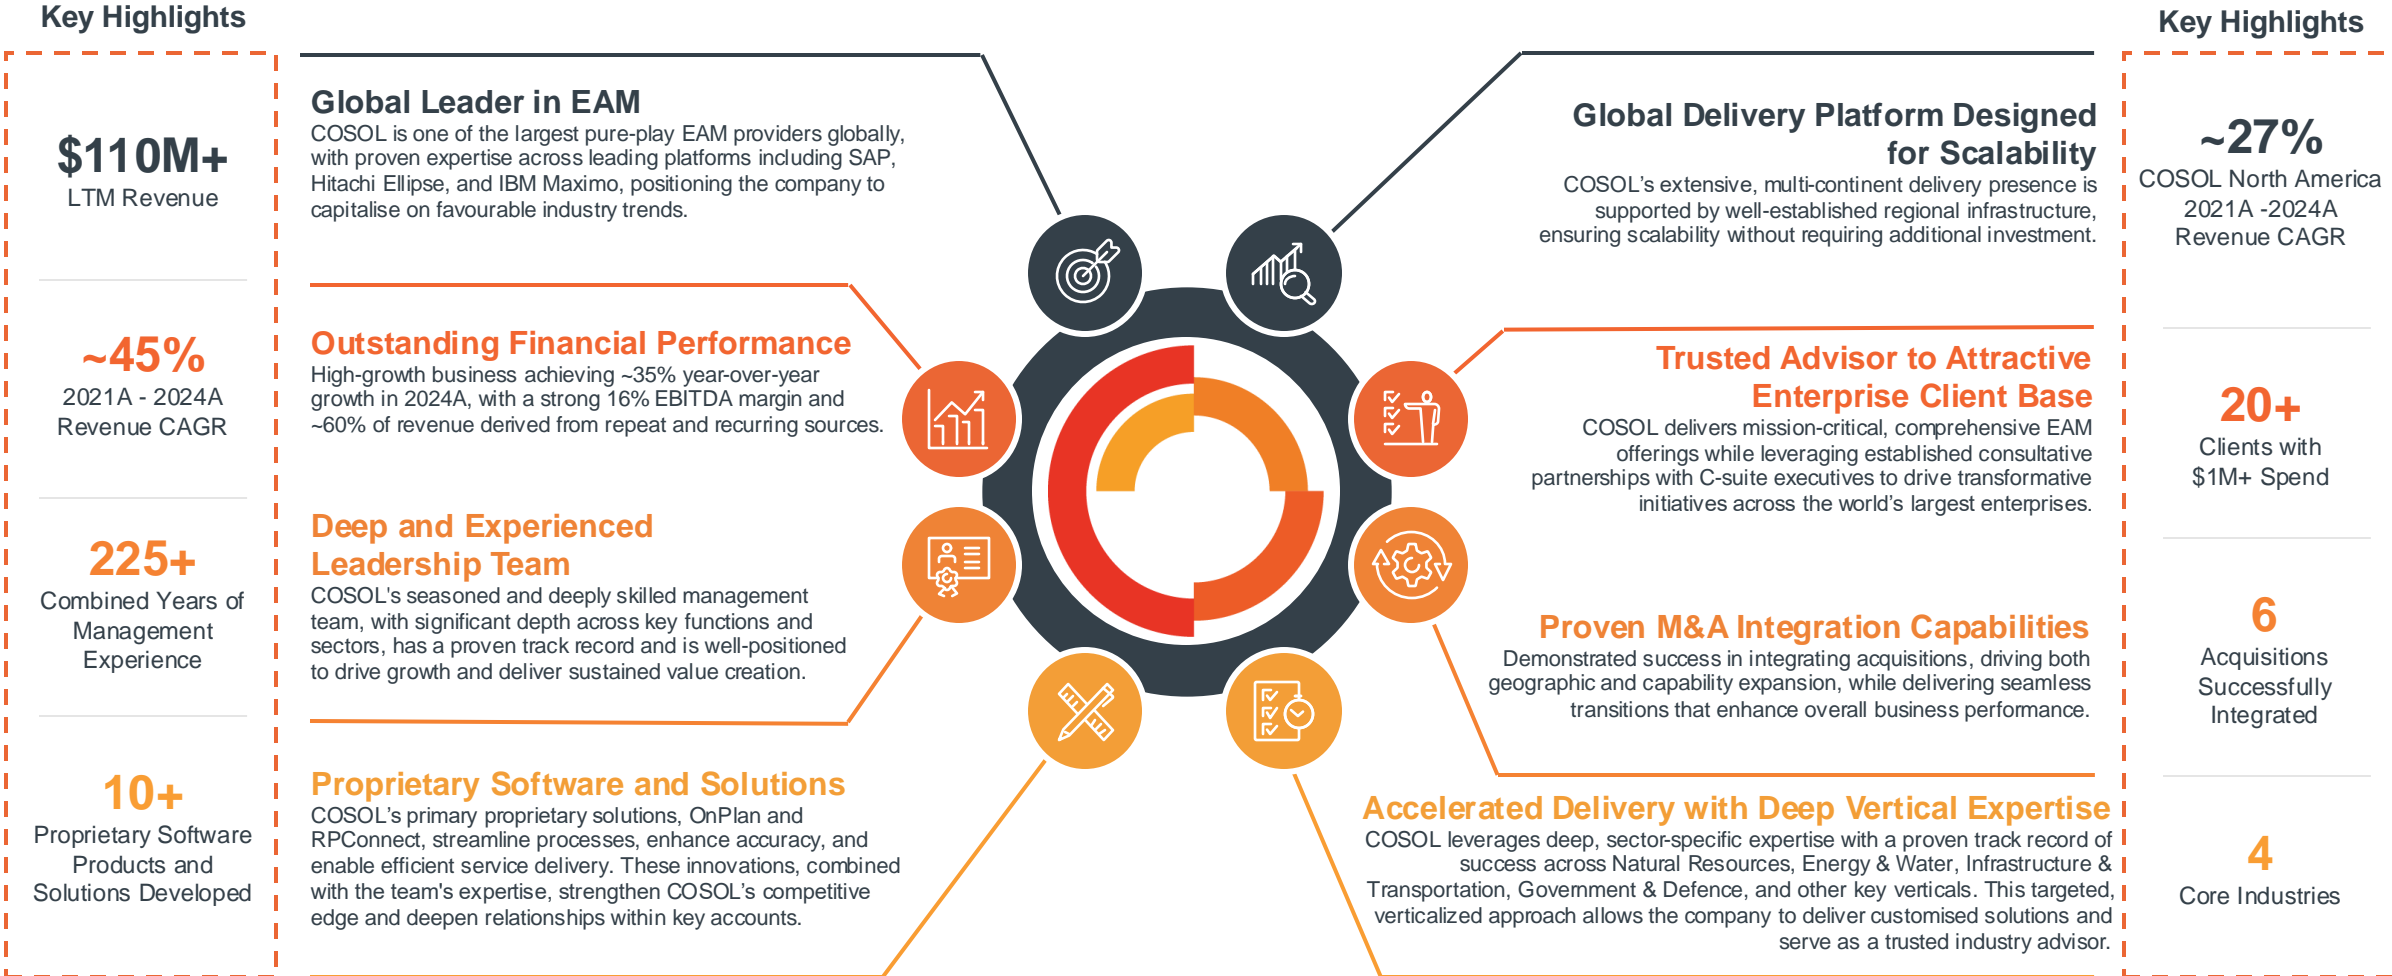 Key Highlights
$110M+
LTM Revenue
~45%
2021A - 2024A
Revenue CAGR
225+
Combined Years of
Management
Experience
10+
Proprietary Software
Products and
Solutions Developed
Global Leader in EAM
COSOL is one of the largest pure-play EAM providers globally,
with proven expertise across leading platforms including SAP,
Hitachi Ellipse, and IBM Maximo, positioning the company to
capitalise on favourable industry trends.
Outstanding Financial Performance
High-growth business achieving ~35% year-over-year
growth in 2024A, with a strong 16% EBITDA margin and
~60% of revenue derived from repeat and recurring sources.
Deep and Experienced
Leadership Team
COSOL's seasoned and deeply skilled management
team, with significant depth across key functions and
sectors, has a proven track record and is well-positioned
to drive growth and deliver sustained value creation.
Proprietary Software and Solutions
COSOL’s primary proprietary solutions, OnPlan and
RPConnect, streamline processes, enhance accuracy, and
enable efficient service delivery. These innovations, combined
with the team's expertise, strengthen COSOL’s competitive
edge and deepen relationships within key accounts.
Global Delivery Platform Designed
for Scalability
COSOL’s extensive, multi-continent delivery presence is
supported by well-established regional infrastructure,
ensuring scalability without requiring additional investment.
Trusted Advisor to Attractive
Enterprise Client Base
COSOL delivers mission-critical, comprehensive EAM
offerings while leveraging established consultative
partnerships with C-suite executives to drive transformative
initiatives across the world’s largest enterprises.
Proven M&A Integration Capabilities
Demonstrated success in integrating acquisitions, driving both
geographic and capability expansion, while delivering seamless
transitions that enhance overall business performance.
Accelerated Delivery with Deep Vertical Expertise
COSOL leverages deep, sector-specific expertise with a proven track record of
success across Natural Resources, Energy & Water, Infrastructure &
Transportation, Government & Defence, and other key verticals. This targeted,
verticalized approach allows the company to deliver customised solutions and
serve as a trusted industry advisor.
Key Highlights
~27%
COSOL North America
2021A -2024A
Revenue CAGR
20+
Clients with
$1M+ Spend
6
Acquisitions
Successfully
Integrated
4
Core Industries